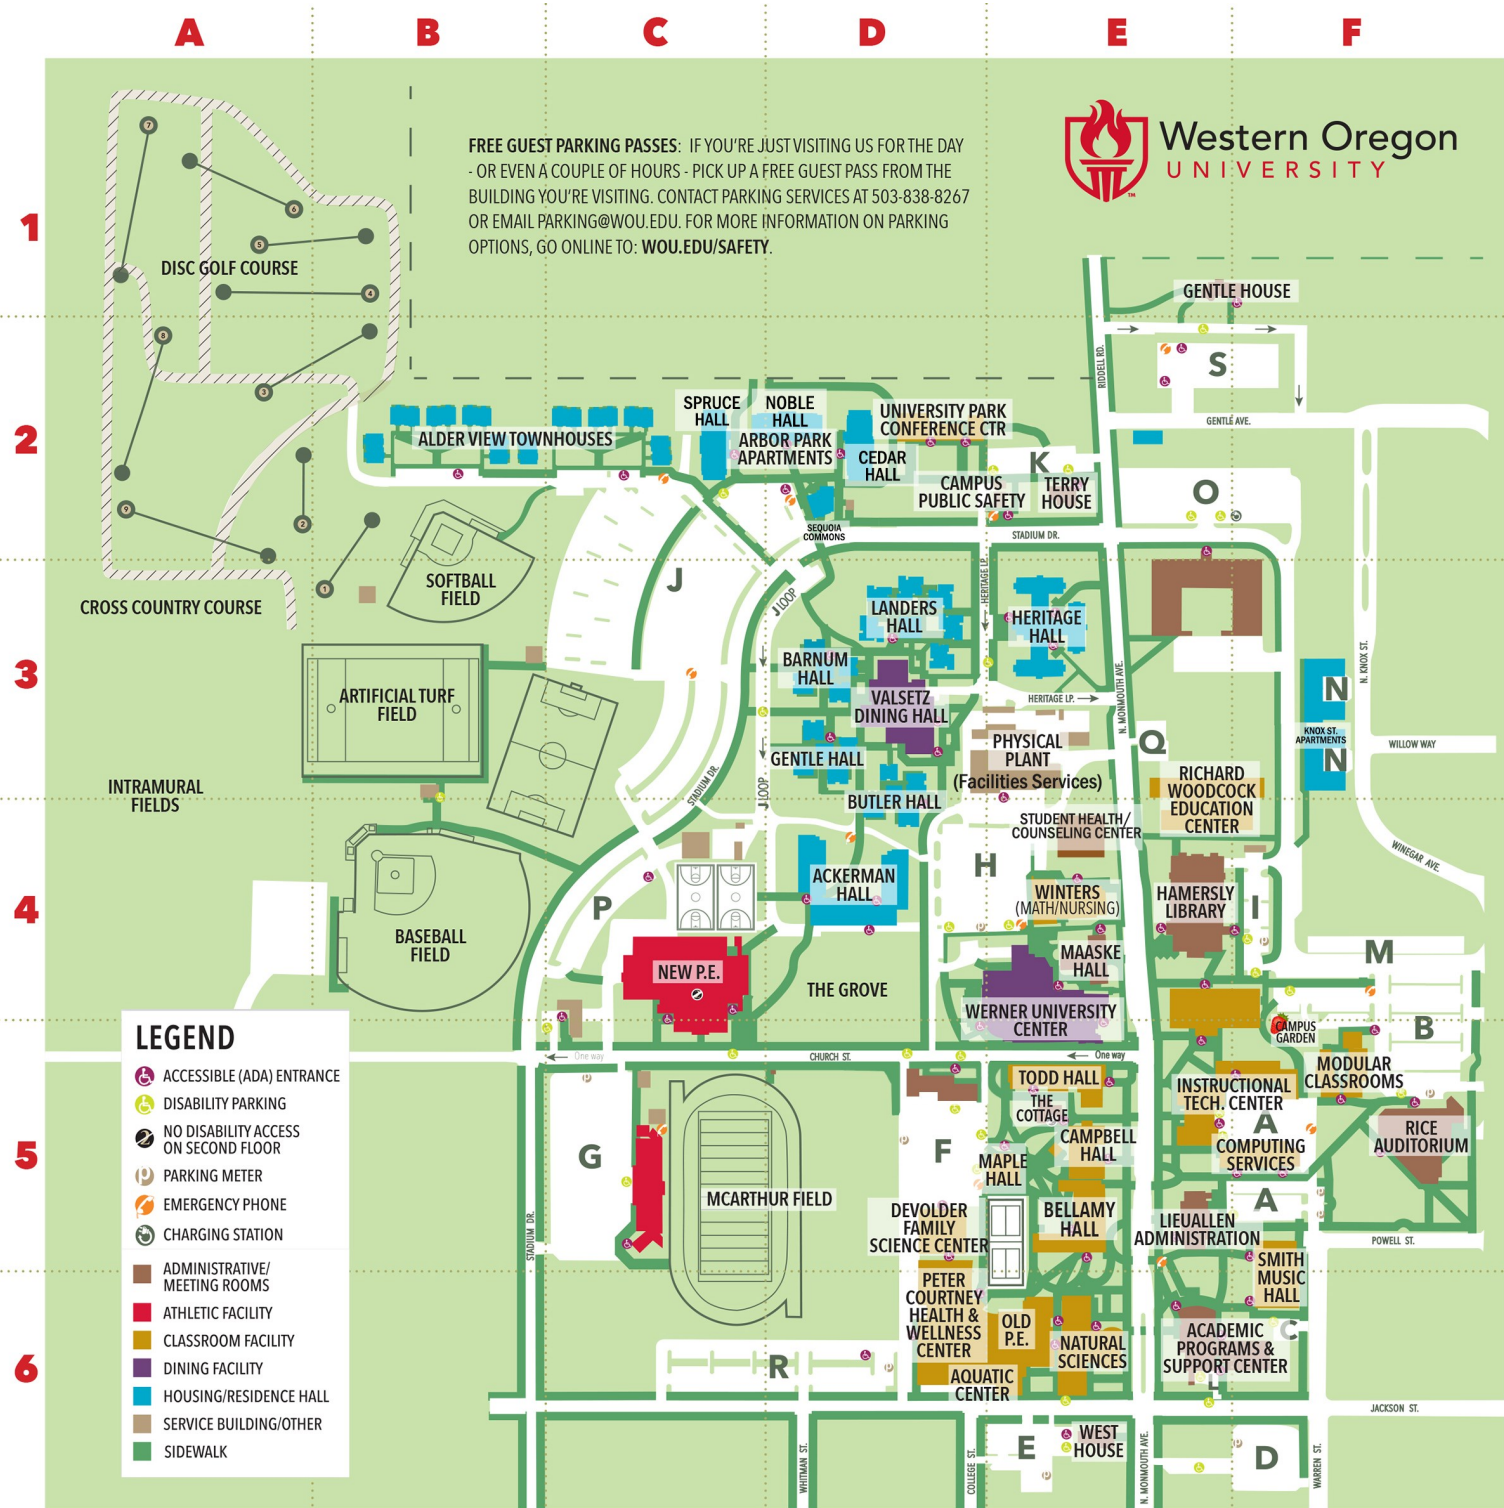 A B C D E F
1
2
3
4
5
6
FREE GUEST PARKING PASSES: IF YOU'RE JUST VISITING US FOR THE DAY
- OR EVEN A COUPLE OF HOURS - PICK UP A FREE GUEST PASS FROM THE
BUILDING YOU'RE VISITING. CONTACT PARKING SERVICES AT 503-838-8267
OR EMAIL PARKING@WOU.EDU. FOR MORE INFORMATION ON PARKING
OPTIONS, GO ONLINE TO: WOU.EDU/SAFETY.
Western Oregon
UNIVERSITY
TM
7
6
5
DISC GOLF COURSE
4
8
3
9
2
1
CROSS COUNTRY COURSE
GENTLE HOUSE
S
RIDDELL RD.
GENTLE AVE.
SPRUCE
HALL
NOBLE
HALL
ARBOR PARK
APARTMENTS
UNIVERSITY PARK
CONFERENCE CTR
ALDER VIEW TOWNHOUSES
CEDAR
HALL
K
CAMPUS
PUBLIC SAFETY
TERRY
HOUSE
O
SEQUOIA
COMMONS
STADIUM DR.
SOFTBALL
FIELD
J
J LOOP
HERITAGE LP.
LANDERS
HALL
HERITAGE
HALL
BARNUM
HALL
VALSETZ
DINING HALL
HERITAGE LP.
N. MONMOUTH AVE.
N. KNOX ST.
N
KNOX ST.
APARTMENTS
N
WILLOW WAY
ARTIFICIAL TURF
FIELD
PHYSICAL
PLANT
(Facilities Services)
Q
GENTLE HALL
STADIUM DR.
J LOOP
BUTLER HALL
RICHARD
WOODCOCK
EDUCATION
CENTER
INTRAMURAL
FIELDS
STUDENT HEALTH/
COUNSELING CENTER
WINEGAR AVE.
H
ACKERMAN
HALL
WINTERS
(MATH/NURSING)
HAMERSLY
LIBRARY
I
P
BASEBALL
FIELD
M
NEW P.E.
MAASKE
HALL
THE GROVE
WERNER UNIVERSITY
CENTER
CAMPUS
GARDEN
B
One way
CHURCH ST.
One way
MODULAR
CLASSROOMS
TODD HALL
THE
COTTAGE
INSTRUCTIONAL
TECH. CENTER
A
RICE
AUDITORIUM
CAMPBELL
HALL
COMPUTING
SERVICES
G
F
MAPLE
HALL
A
MCARTHUR FIELD
DEVOLDER
FAMILY
SCIENCE CENTER
BELLAMY
HALL
LIEUALLEN
ADMINISTRATION
POWELL ST.
STADIUM DR.
SMITH
MUSIC
HALL
PETER
COURTNEY
HEALTH &
WELLNESS
CENTER
OLD
P.E.
NATURAL
SCIENCES
ACADEMIC
PROGRAMS &
SUPPORT CENTER
C
R
AQUATIC
CENTER
L
JACKSON ST.
E
WEST
HOUSE
D
WHITMAN ST.
COLLEGE ST.
N. MONMOUTH AVE.
WARREN ST.
LEGEND
ACCESSIBLE (ADA) ENTRANCE
DISABILITY PARKING
NO DISABILITY ACCESS
ON SECOND FLOOR
PARKING METER
EMERGENCY PHONE
CHARGING STATION
ADMINISTRATIVE/
MEETING ROOMS
ATHLETIC FACILITY
CLASSROOM FACILITY
DINING FACILITY
HOUSING/RESIDENCE HALL
SERVICE BUILDING/OTHER
SIDEWALK